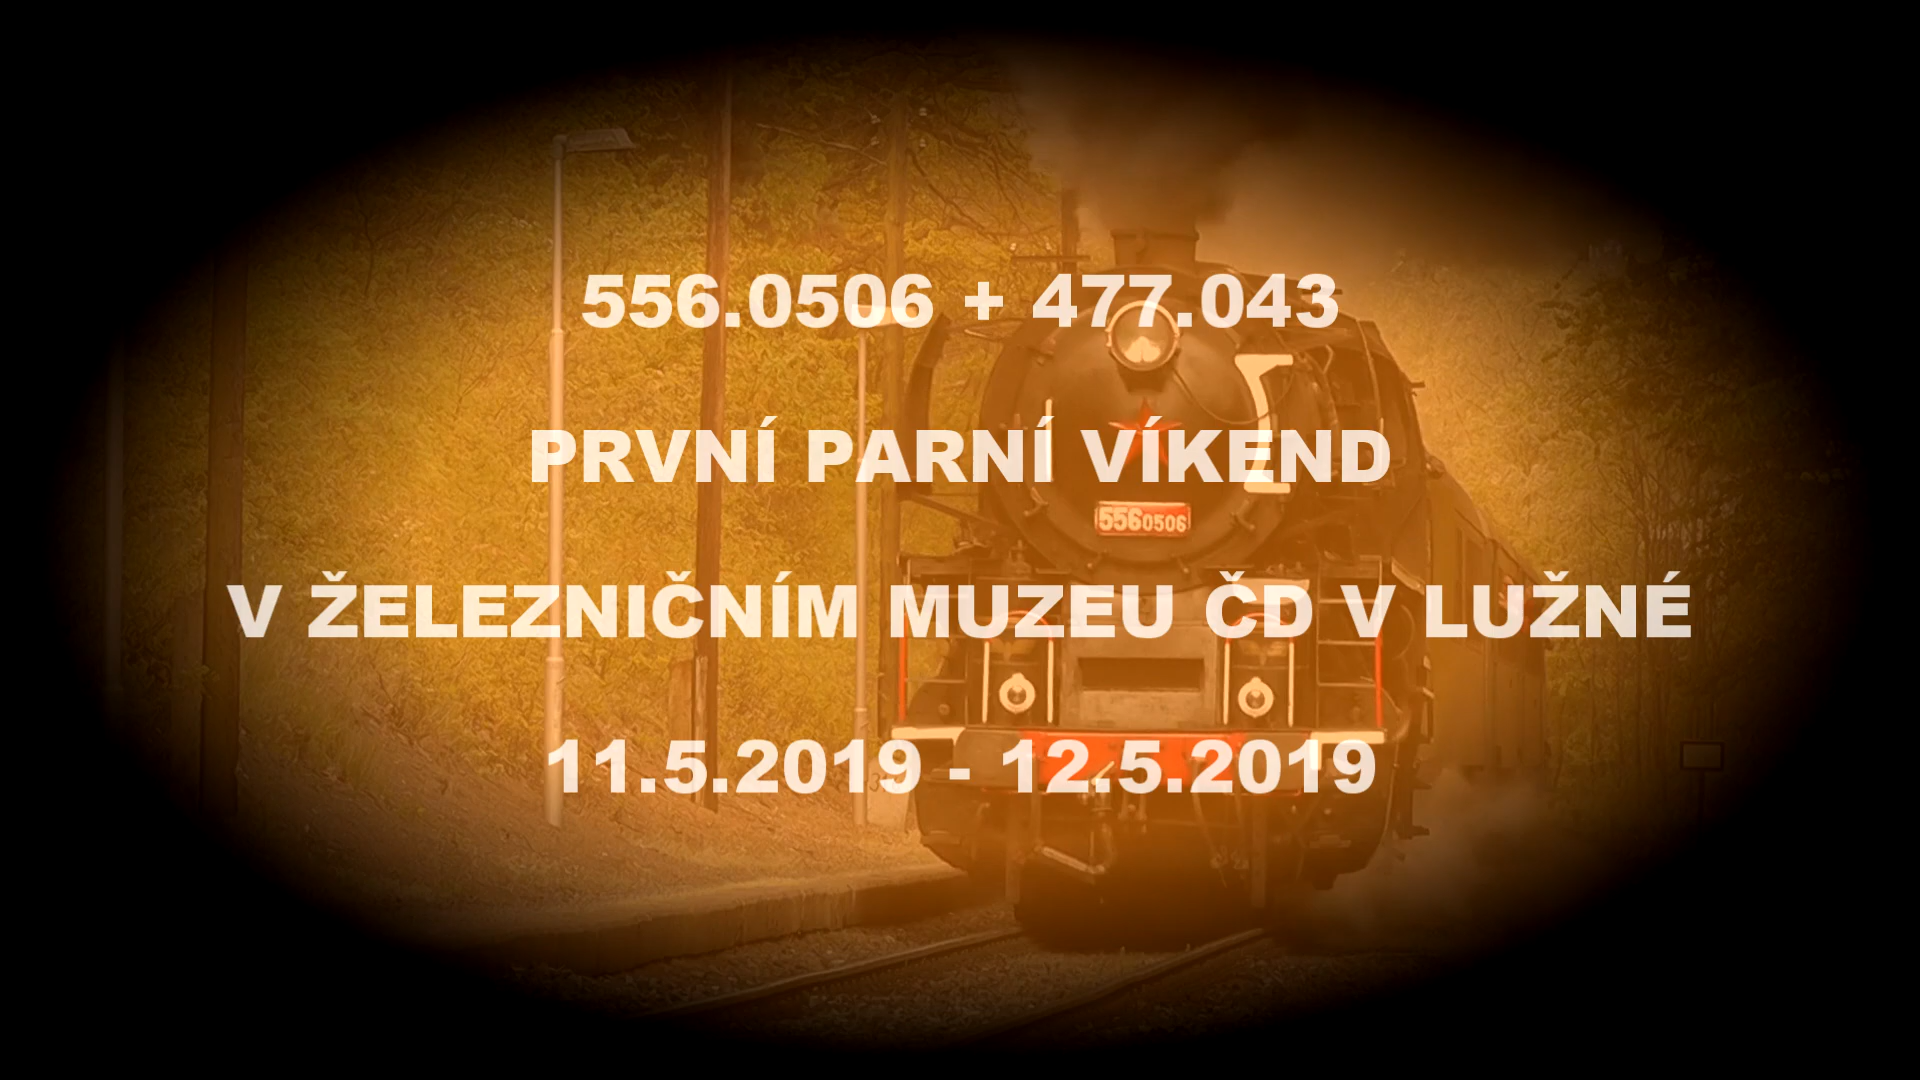 556.0506 + 477.043
PRVNÍ PARNÍ VÍKEND
5560506
V ŽELEZNIČNÍM MUZEU ČD V LUŽNÉ
11.5.2019 - 12.5.2019